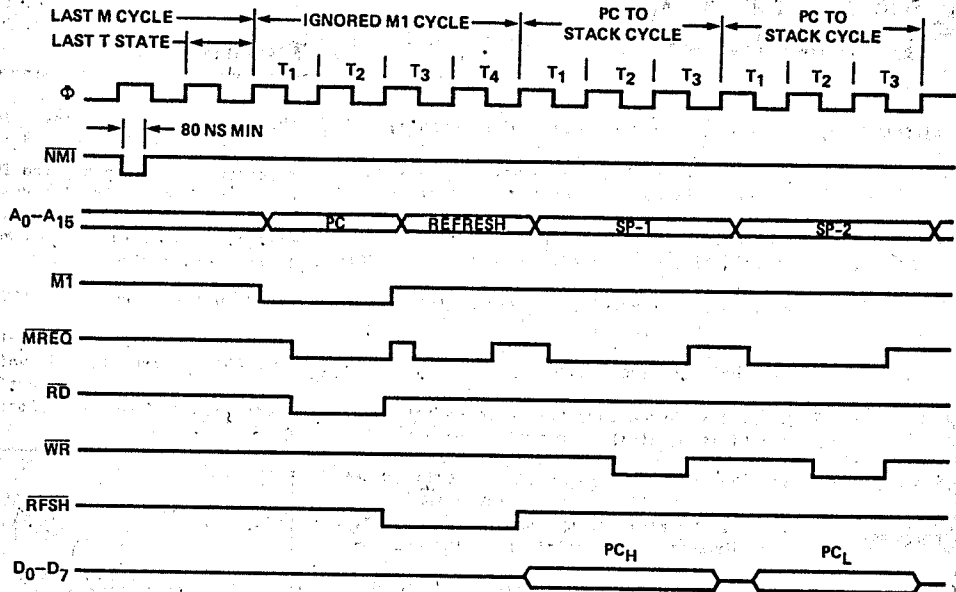 LAST M CYCLE IGNORED M1 CYCLE PC TO STACK CYCLE PC TO STACK CYCLE
LAST T STATE
T1 T2 T3 T4 T1 T2 T3 T1 T2 T3
Φ
80 NS MIN
NMI
A0–A15 PC REFRESH SP-1 SP-2
M1
MREQ
RD
WR
RFSH
D0–D7 PCH PCL